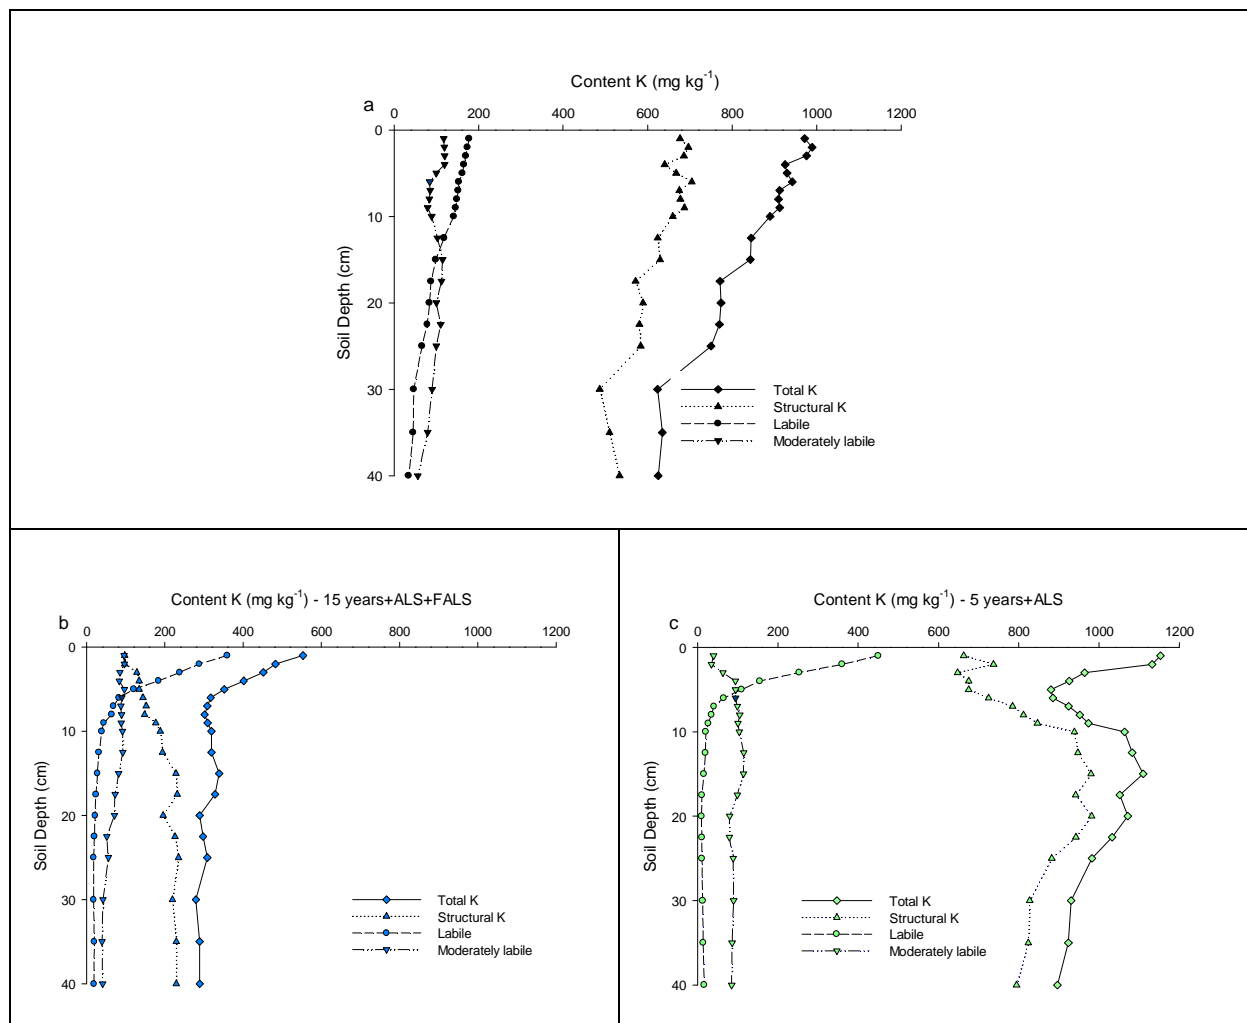 Content K (mg kg-1)
a
0 200 400 600 800 1000 1200
0
10
20
30
40
Soil Depth (cm)
Total K
Structural K
Labile
Moderately labile
Content K (mg kg-1) - 15 years+ALS+FALS
b
0 200 400 600 800 1000 1200
0
10
20
30
40
Soil Depth (cm)
Total K
Structural K
Labile
Moderately labile
Content K (mg kg-1) - 5 years+ALS
c
0 200 400 600 800 1000 1200
0
10
20
30
40
Soil Depth (cm)
Total K
Structural K
Labile
Moderately labile